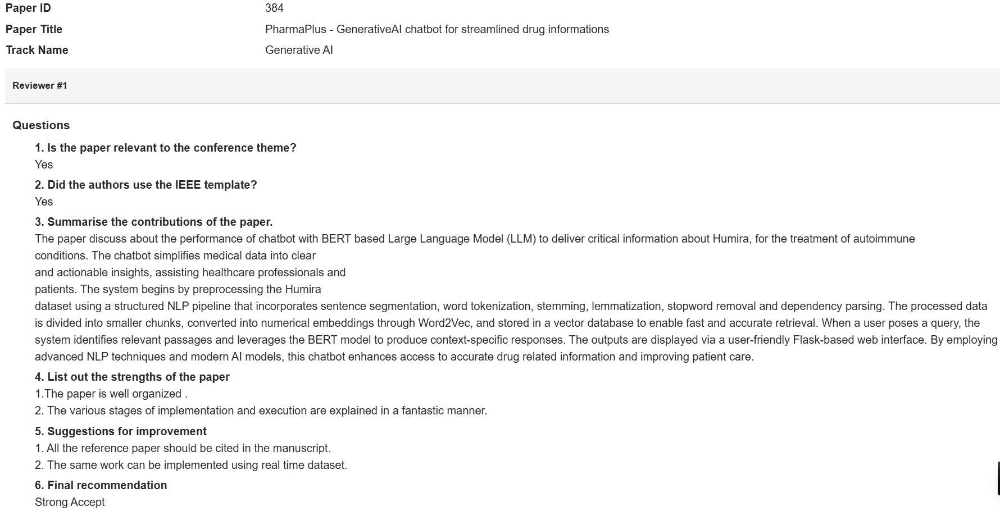 Paper ID 384
Paper Title PharmaPlus - GenerativeAI chatbot for streamlined drug informations
Track Name Generative AI
Reviewer #1
Questions
1. Is the paper relevant to the conference theme?
Yes
2. Did the authors use the IEEE template?
Yes
3. Summarise the contributions of the paper.
The paper discuss about the performance of chatbot with BERT based Large Language Model (LLM) to deliver critical information about Humira, for the treatment of autoimmune
conditions. The chatbot simplifies medical data into clear
and actionable insights, assisting healthcare professionals and
patients. The system begins by preprocessing the Humira
dataset using a structured NLP pipeline that incorporates sentence segmentation, word tokenization, stemming, lemmatization, stopword removal and dependency parsing. The processed data
is divided into smaller chunks, converted into numerical embeddings through Word2Vec, and stored in a vector database to enable fast and accurate retrieval. When a user poses a query, the
system identifies relevant passages and leverages the BERT model to produce context-specific responses. The outputs are displayed via a user-friendly Flask-based web interface. By employing
advanced NLP techniques and modern AI models, this chatbot enhances access to accurate drug related information and improving patient care.
4. List out the strengths of the paper
1.The paper is well organized .
2. The various stages of implementation and execution are explained in a fantastic manner.
5. Suggestions for improvement
1. All the reference paper should be cited in the manuscript.
2. The same work can be implemented using real time dataset.
6. Final recommendation
Strong Accept